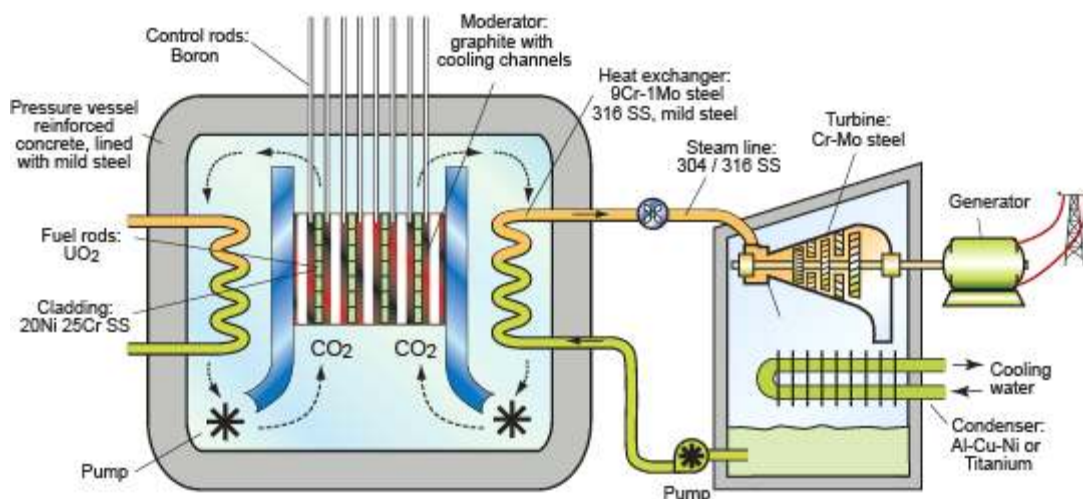 Control rods:
Boron
Moderator:
graphite with
cooling channels
Heat exchanger:
9Cr-1Mo steel
316 SS, mild steel
Pressure vessel
reinforced
concrete, lined
with mild steel
Turbine:
Cr-Mo steel
Steam line:
304 / 316 SS
Generator
Fuel rods:
UO2
Cladding:
20Ni 25Cr SS
CO2
CO2
Cooling
water
Condenser:
Al-Cu-Ni or
Titanium
Pump
Pump